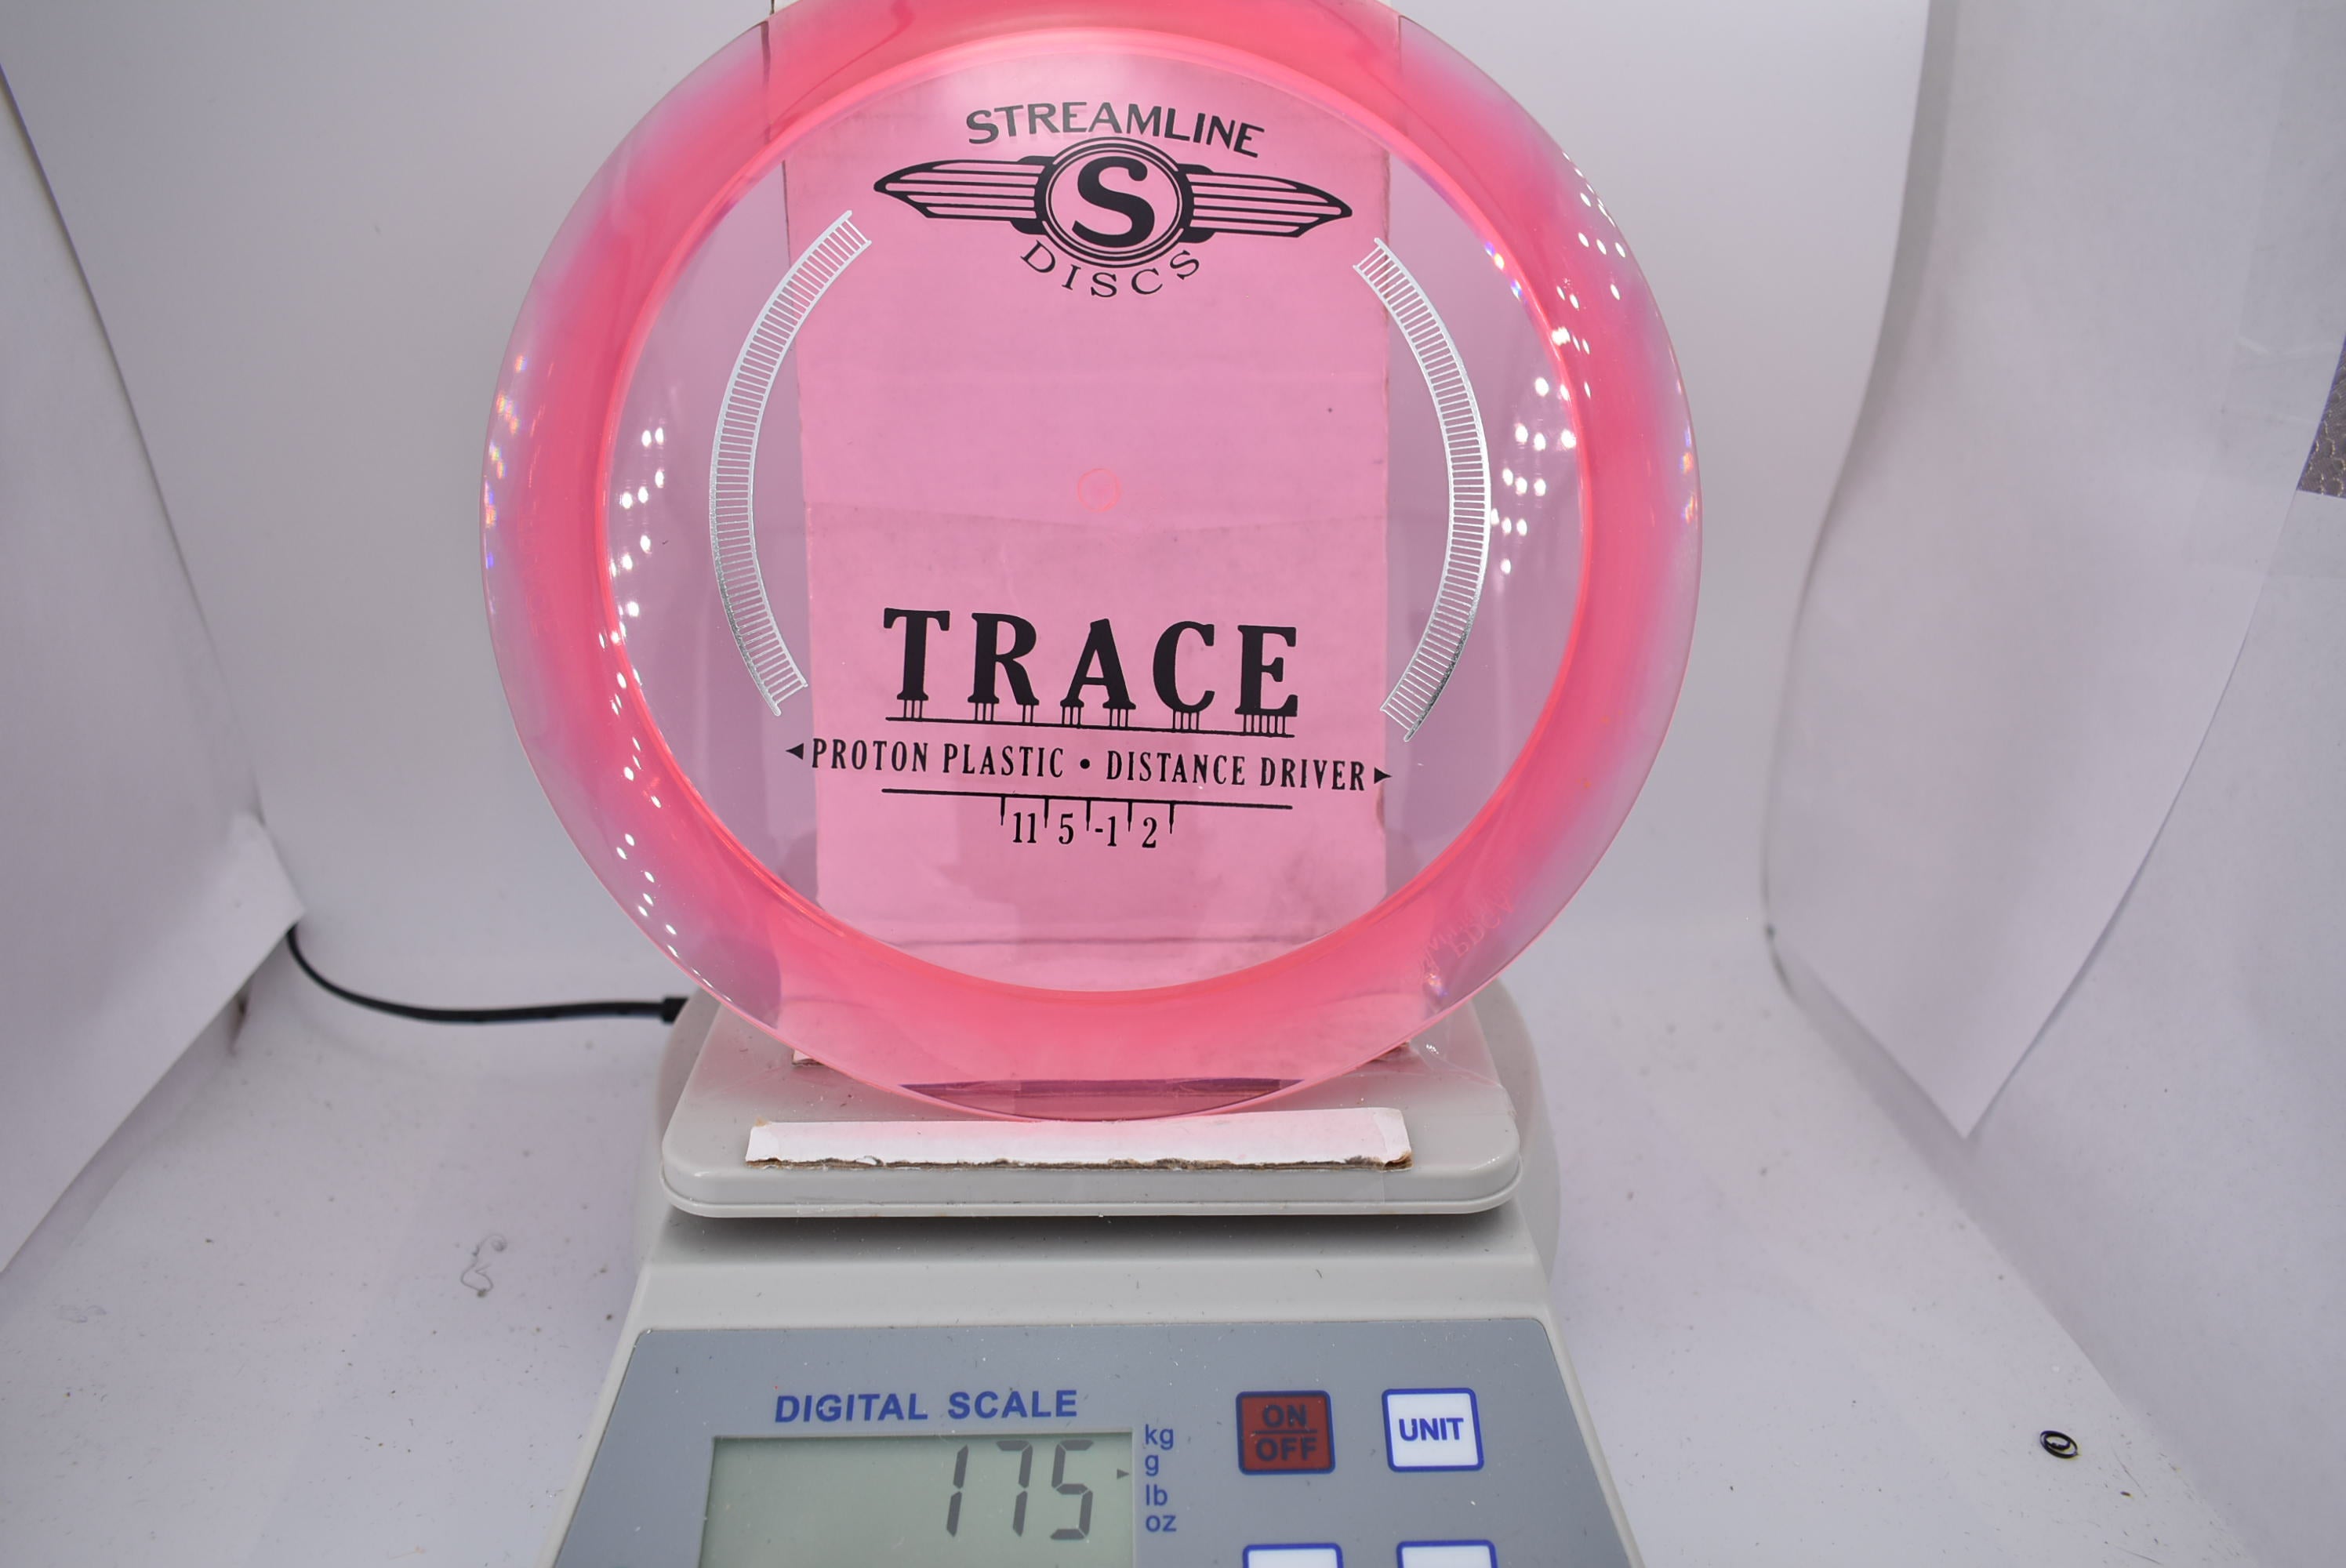 STREAMLINE
S
DISCS
TRACE
PROTON PLASTIC • DISTANCE DRIVER
11 5 -1 2
DIGITAL SCALE
ON
OFF
UNIT
175
kg
g
lb
oz